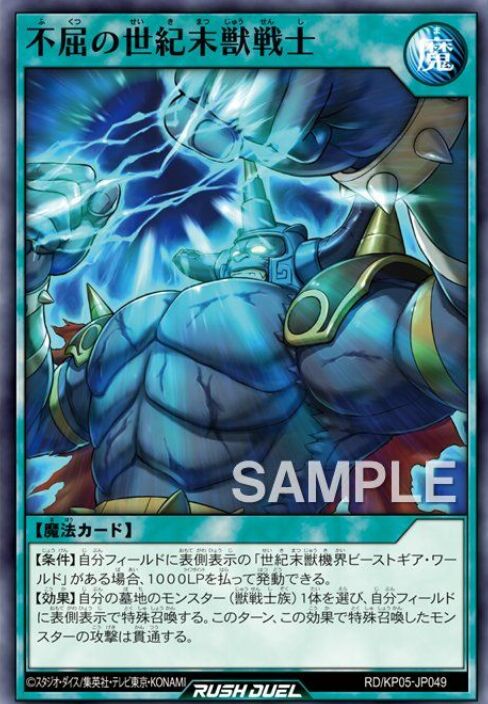 不屈の世紀末獣戦士
魔
SAMPLE
【魔法カード】
【条件】自分フィールドに表側表示の「世紀末獣機界ビーストギア・ワールド」がある場合、1000LPを払って発動できる。
【効果】自分の墓地のモンスター(獣戦士族)1体を選び、自分フィールドに表側表示で特殊召喚する。このターン、この効果で特殊召喚したモンスターの攻撃は貫通する。
©スタジオ・ダイス/集英社・テレビ東京・KONAMI
RUSH DUEL
RD/KP05-JP049